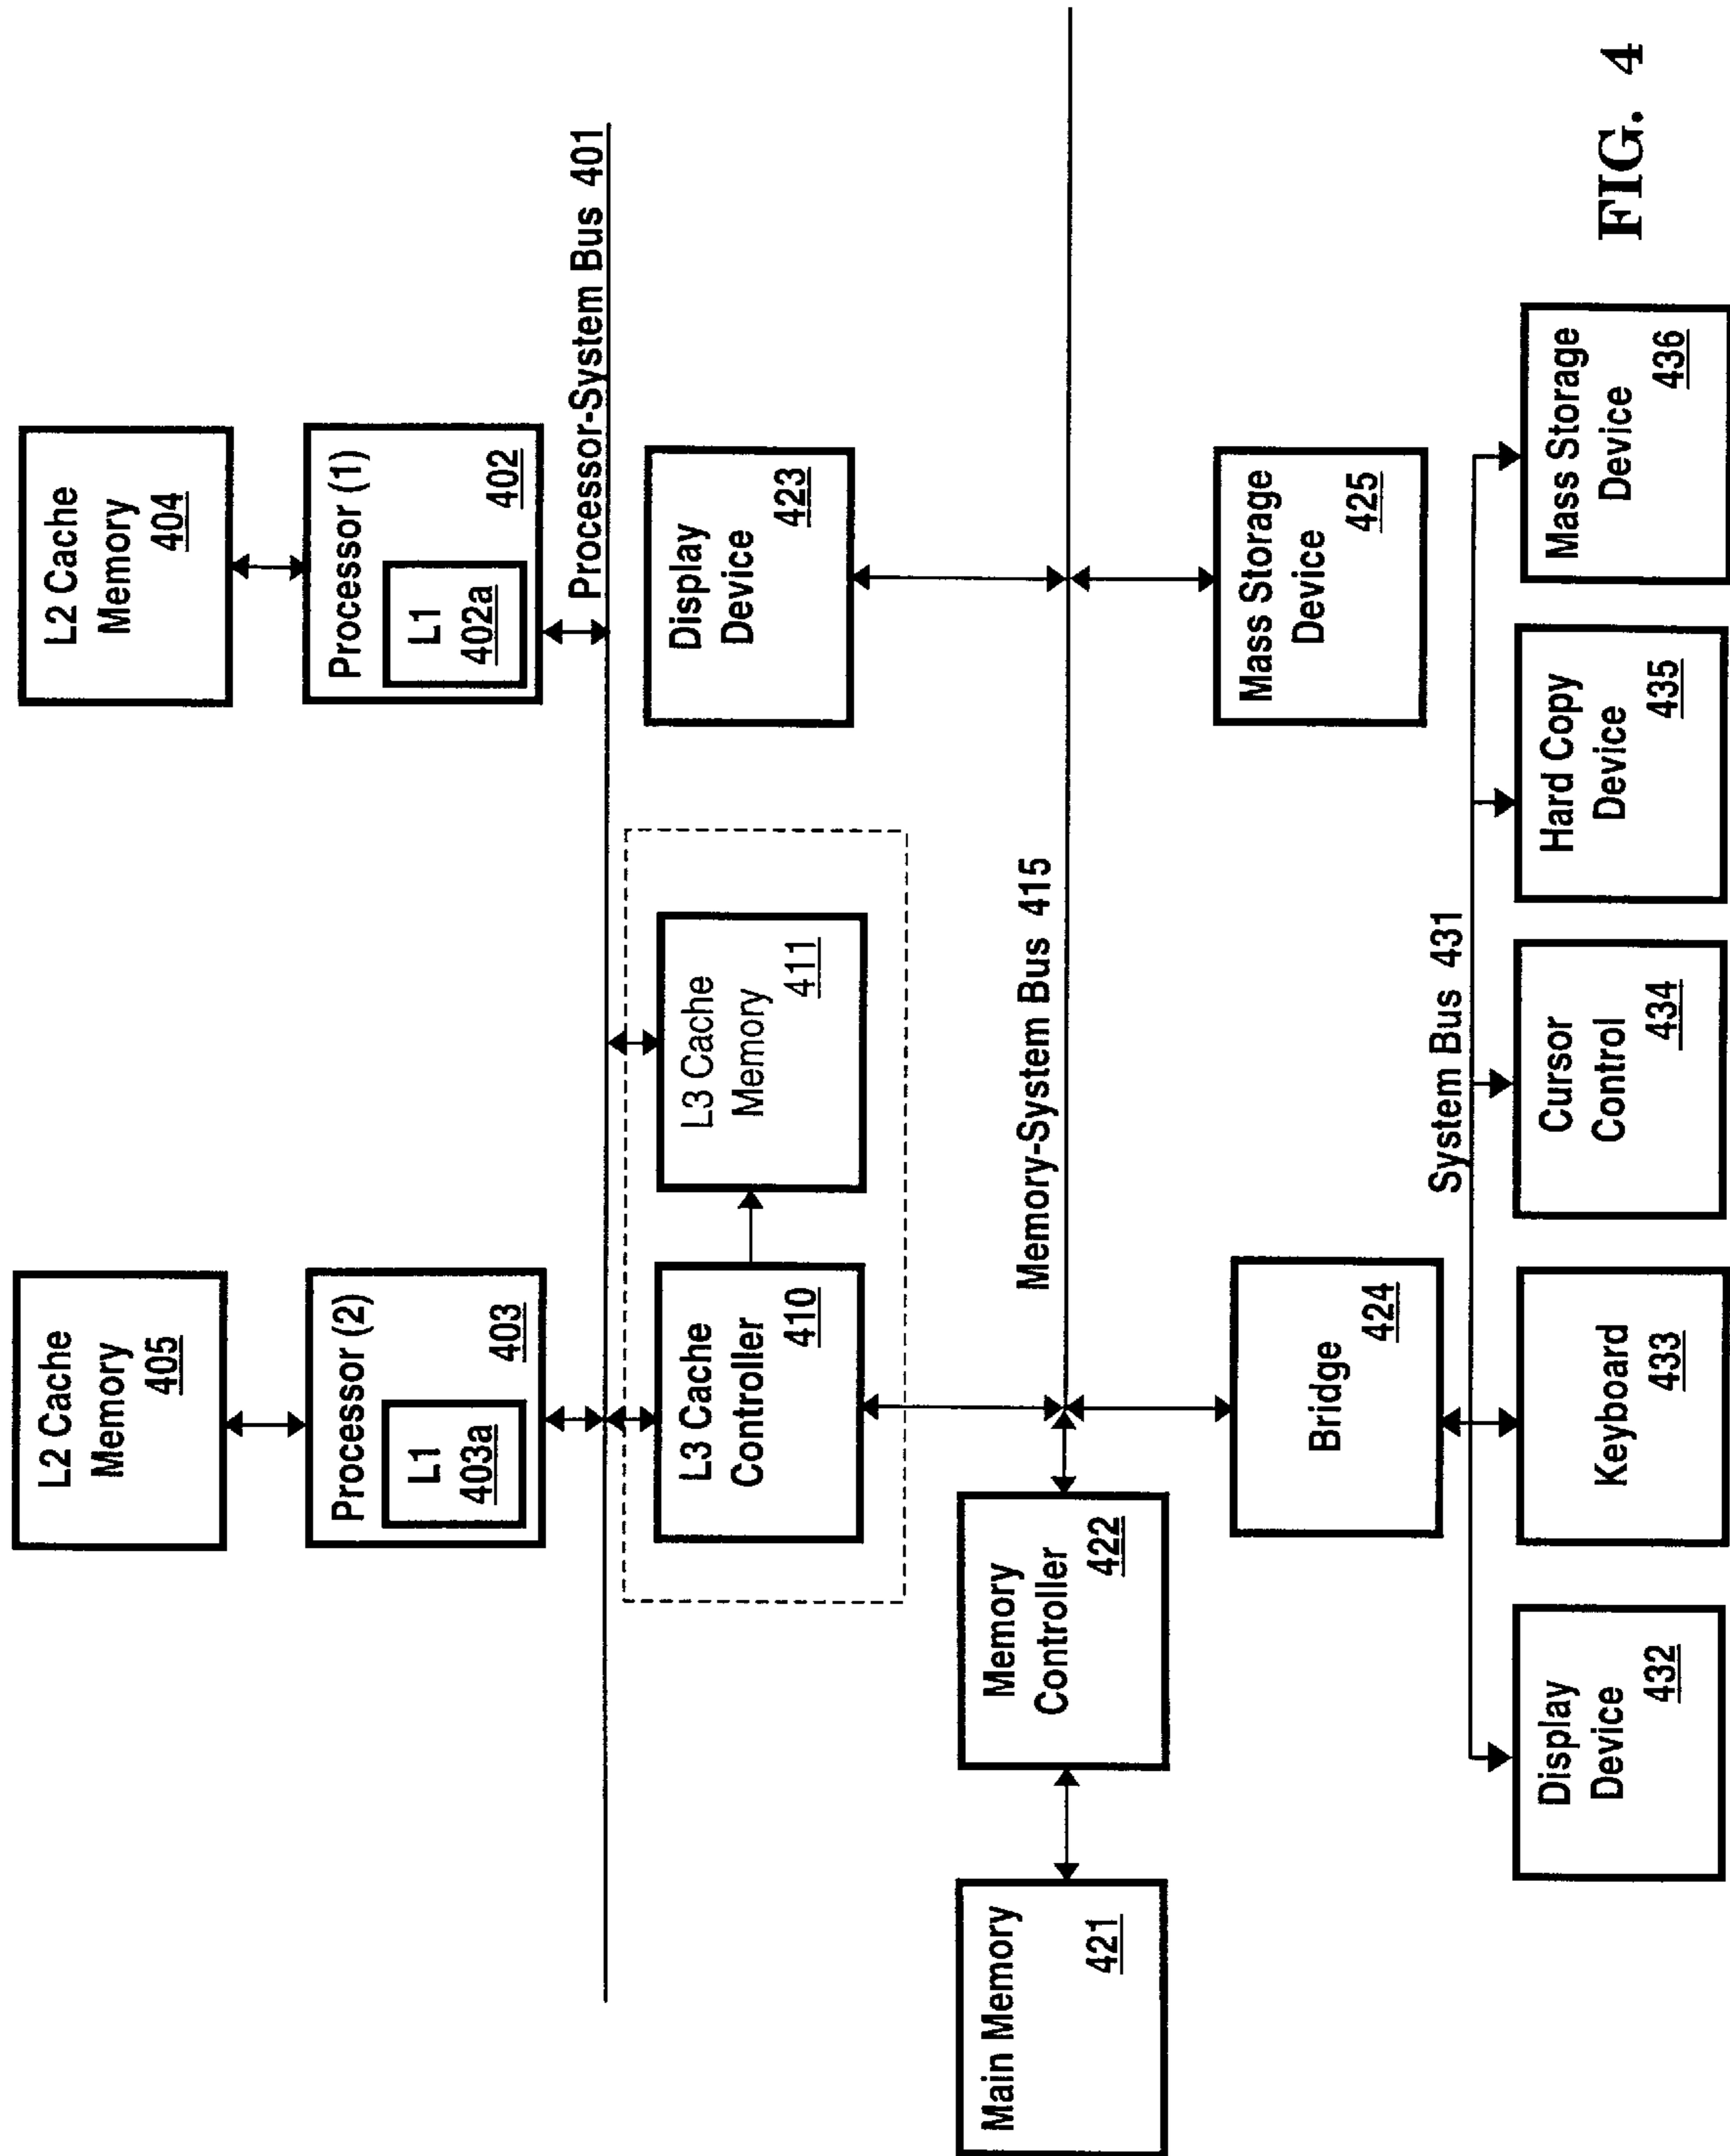 L2 Cache
Memory
405
L2 Cache
Memory
404
Processor (2)
403
L1
403a
Processor (1)
402
L1
402a
Processor-System Bus 401
L3 Cache
Controller
410
L3 Cache
Memory
411
Display
Device
423
Main Memory
421
Memory
Controller
422
Memory-System Bus 415
Bridge
424
Mass Storage
Device
425
System Bus 431
Display
Device
432
Keyboard
433
Cursor
Control
434
Hard Copy
Device
435
Mass Storage
Device
436
FIG. 4